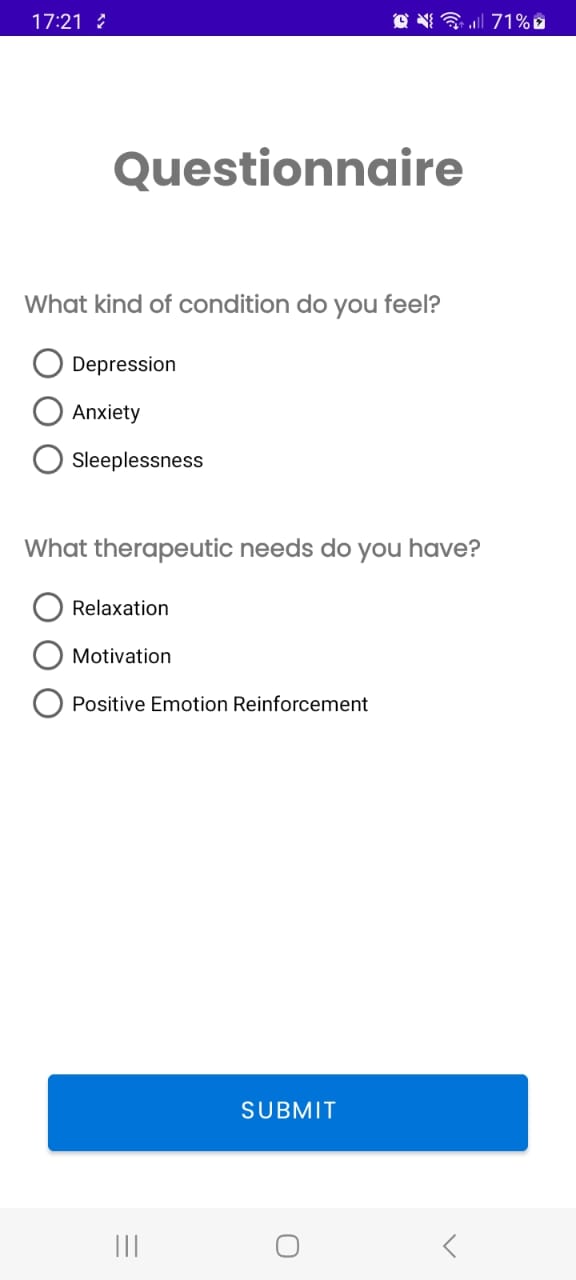 17:21 71%
Questionnaire
What kind of condition do you feel?
Depression
Anxiety
Sleeplessness
What therapeutic needs do you have?
Relaxation
Motivation
Positive Emotion Reinforcement
SUBMIT